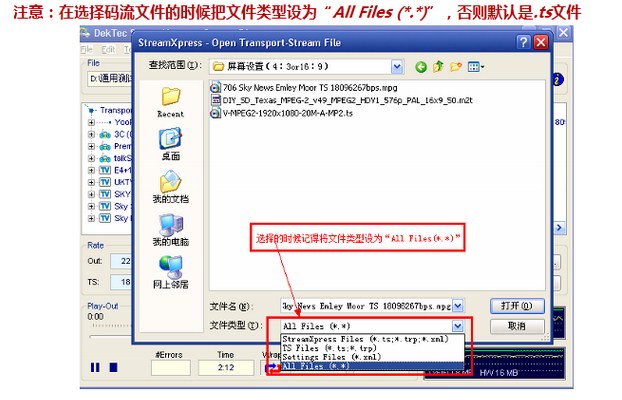 注意：在选择码流文件的时候把文件类型设为“All Files (*.*)”，否则默认是.ts文件
DekTec
StreamXpress - Open Transport-Stream File
File Edit
查找范围(I):
屏幕设置(4：3or16：9)
File
706 Sky News Emley Moor TS 18096267bps.mpg
DIY_SD_Texas_MPEG-2_v49_MPEG2_HDY1_576p_PAL_16x9_50.m2t
V-MPEG2-1920x1080-20M-A-MP2.ts
Recent
桌面
我的文档
我的电脑
网上邻居
Transpor
YooF
3C (
Prem
talkS
E4+1
UKT
SKY
Sky
Sky
选择的时候记得将文件类型设为“All Files(*.*)”
Rate
Out: 22
TS: 18
Play-Out
0:00
文件名(N):
Sky News Emley Moor TS 18096267bps.mpg
打开(O)
文件类型(T):
All Files (*.*)
取消
StreamXpress Files (*.ts;*.trp;*.xml)
TS Files (*.ts;*.trp)
Settings Files (*.xml)
All Files (*.*)
#Errors
Time
Wrap
2:12
HW 16 MB